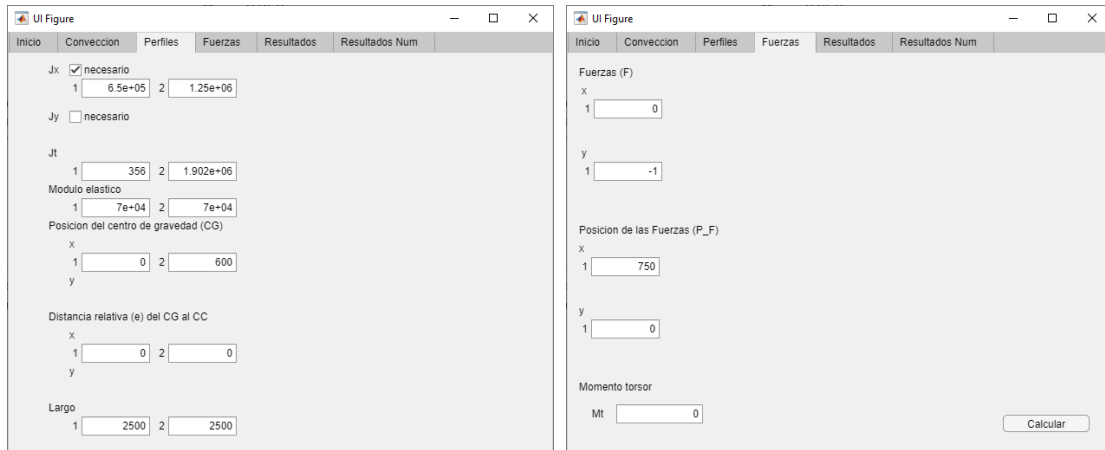 UI Figure
Inicio Conveccion Perfiles Fuerzas Resultados Resultados Num
Jx necesario
1 6.5e+05 2 1.25e+06
Jy necesario
Jt
1 356 2 1.902e+06
Modulo elastico
1 7e+04 2 7e+04
Posicion del centro de gravedad (CG)
x
1 0 2 600
y
Distancia relativa (e) del CG al CC
x
1 0 2 0
y
Largo
1 2500 2 2500
UI Figure
Inicio Conveccion Perfiles Fuerzas Resultados Resultados Num
Fuerzas (F)
x
1 0
y
1 -1
Posicion de las Fuerzas (P_F)
x
1 750
y
1 0
Momento torsor
Mt 0
Calcular